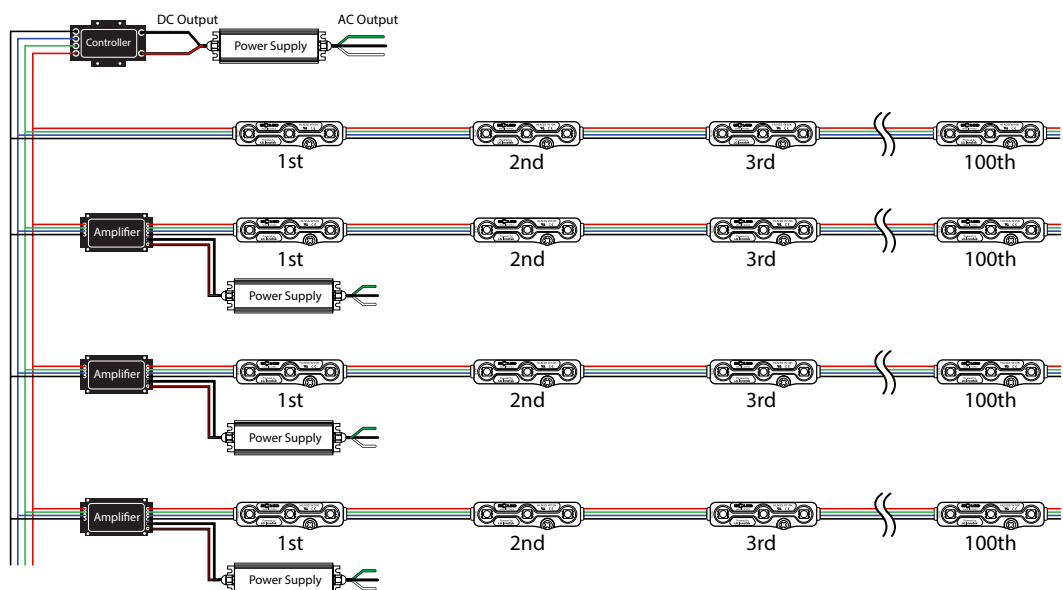 DC Output
AC Output
Controller
Power Supply
1st
2nd
3rd
100th
Amplifier
1st
2nd
3rd
100th
Power Supply
Amplifier
1st
2nd
3rd
100th
Power Supply
Amplifier
1st
2nd
3rd
100th
Power Supply